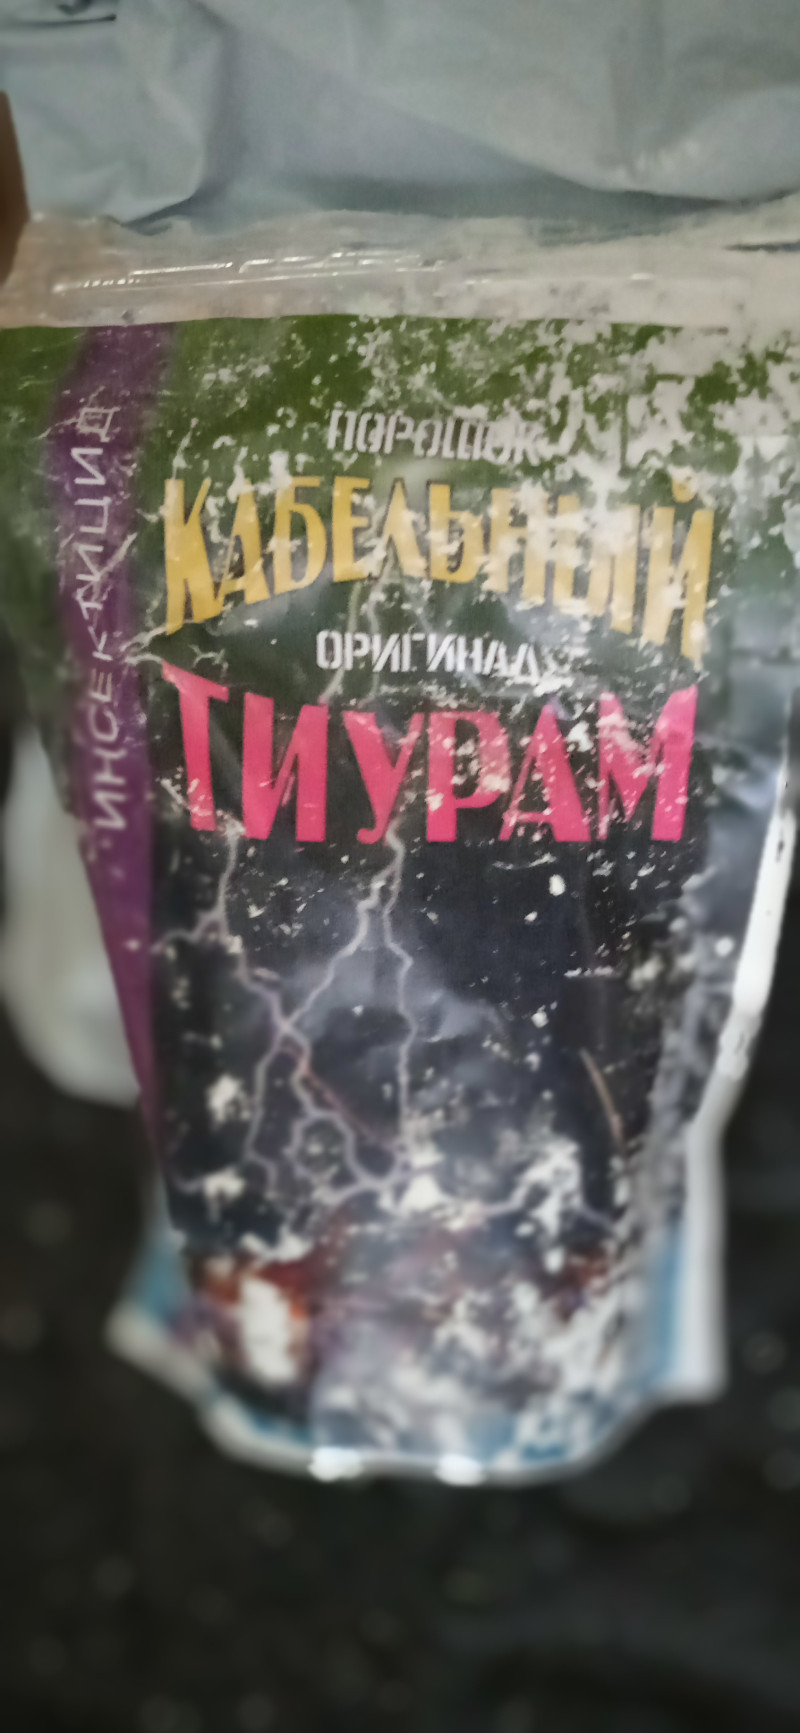 ИНСЕКТИЦИД
ПОРОШОК
КАБЕЛЬНЫЙ
ОРИГИНАЛ
ТИУРАМ